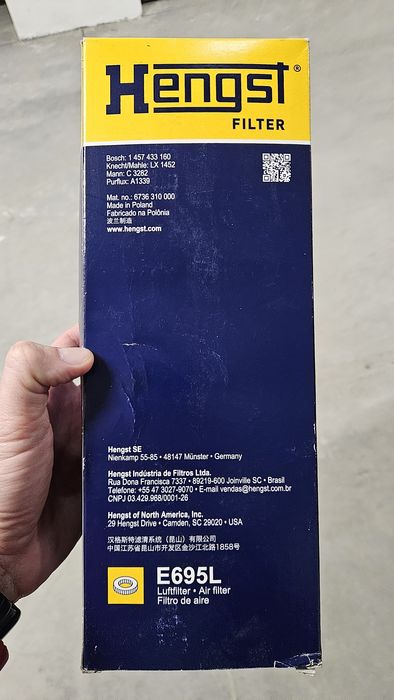 Hengst®
FILTER
Bosch: 1 457 433 160
Knecht/Mahle: LX 1452
Mann: C 3282
Purflux: A1339
Mat. no.: 6736 310 000
Made in Poland
Fabricado na Polônia
波兰制造
www.hengst.com
Hengst SE
Nienkamp 55-85 • 48147 Münster • Germany
Hengst Indústria de Filtros Ltda.
Rua Dona Francisca 7337 • 89219-600 Joinville SC • Brasil
Telefone: +55 47 3027-9070 • E-mail vendas@hengst.com.br
CNPJ 03.429.968/0001-26
Hengst of North America, Inc.
29 Hengst Drive • Camden, SC 29020 • USA
汉格斯特滤清系统（昆山）有限公司
中国江苏省昆山市开发区金沙江北路1858号
E695L
Luftfilter • Air filter
Filtro de aire